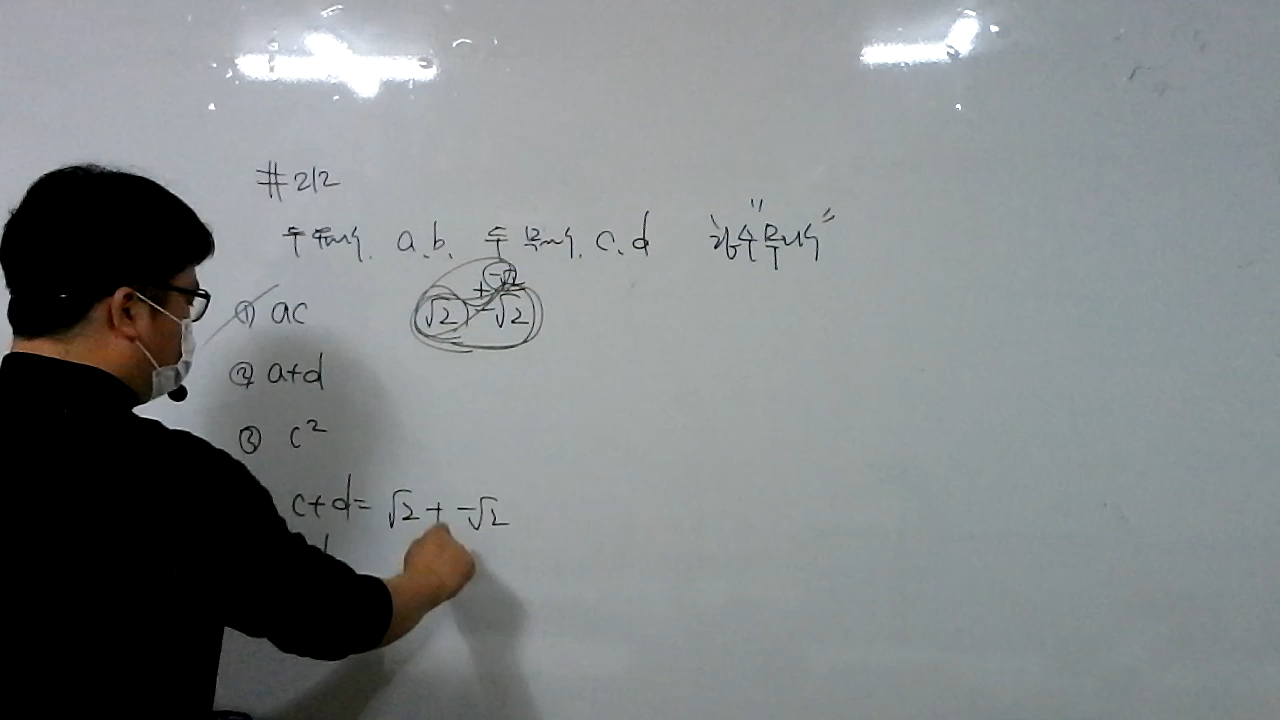 #212
두 유리수. a.b. 두 무리수. c.d 항상 "무리수"
① ac
+ -√2
√2 -√2
② a+d
③ c²
c+d= √2 + -√2